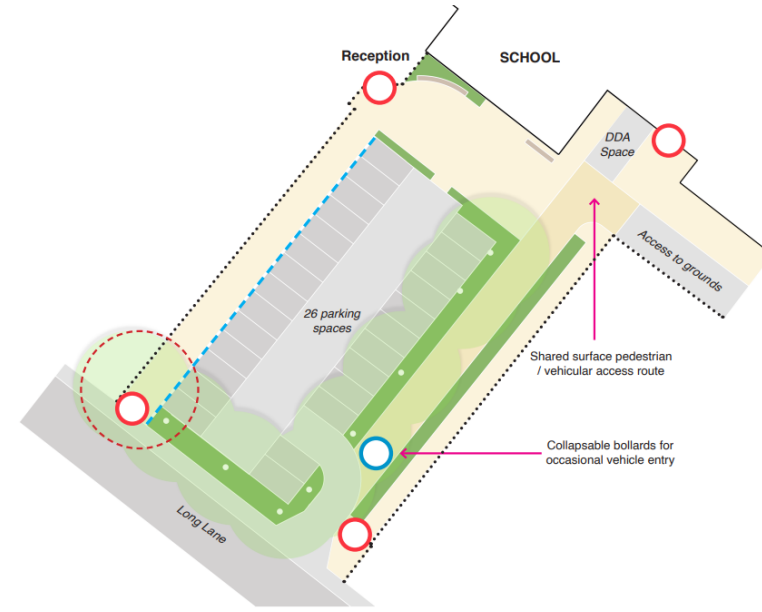 Reception
SCHOOL
DDA
Space
Access to grounds
26 parking
spaces
Shared surface pedestrian
/ vehicular access route
Collapsable bollards for
occasional vehicle entry
Long Lane